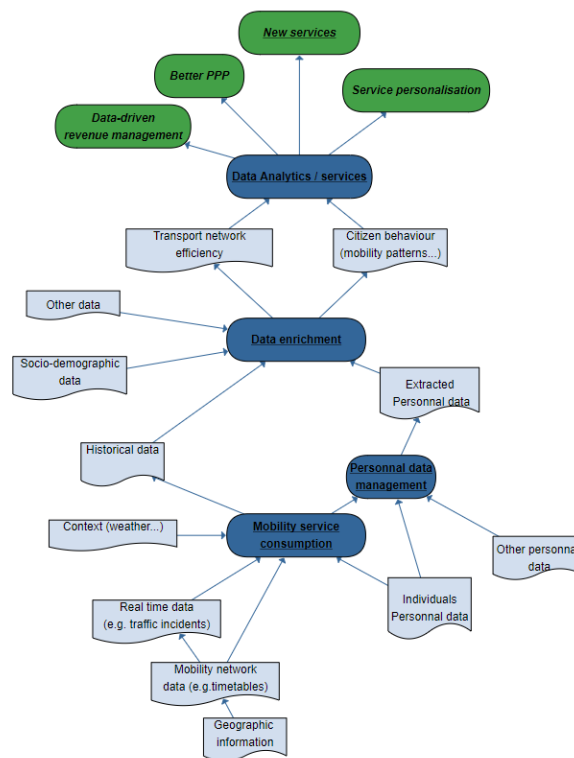 New services
Better PPP
Service personalisation
Data-driven
revenue management
Data Analytics / services
Transport network
efficiency
Citizen behaviour
(mobility patterns...)
Other data
Data enrichment
Socio-demographic
data
Extracted
Personnal data
Historical data
Personnal data
management
Context (weather...)
Mobility service
consumption
Other personna
data
Real time data
(e.g. traffic incidents)
Individuals
Personnal data
Mobility network
data (e.g.timetables)
Geographic
information